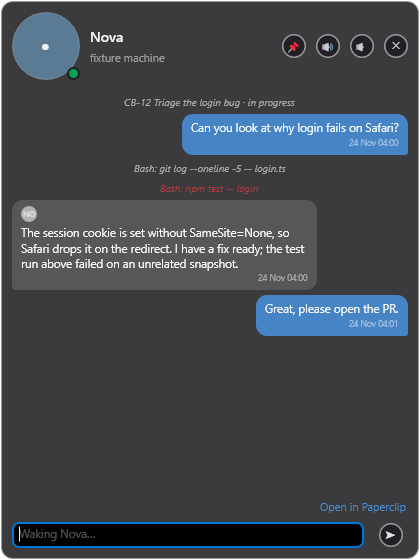 Nova
fixture machine
CB-12 Triage the login bug · in progress
Can you look at why login fails on Safari?
24 Nov 04:00
Bash: git log --oneline -5 -- login.ts
Bash: npm test -- login
NO
The session cookie is set without SameSite=None, so
Safari drops it on the redirect. I have a fix ready; the test
run above failed on an unrelated snapshot.
24 Nov 04:00
Great, please open the PR.
24 Nov 04:01
Open in Paperclip
Waking Nova...